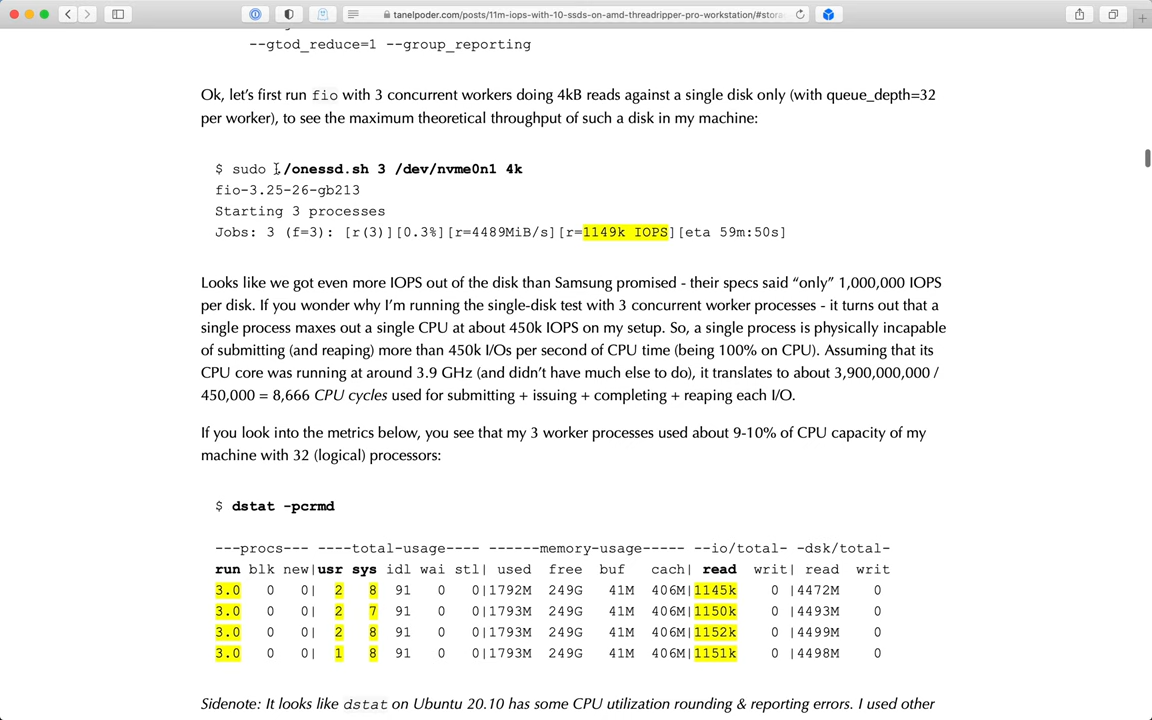 tanelpoder.com/posts/11m-iops-with-10-ssds-on-amd-threadripper-pro-workstation/#stora
--gtod_reduce=1 --group_reporting
Ok, let's first run fio with 3 concurrent workers doing 4kB reads against a single disk only (with queue_depth=32
per worker), to see the maximum theoretical throughput of such a disk in my machine:
$ sudo ./onessd.sh 3 /dev/nvme0n1 4k
fio-3.25-26-gb213
Starting 3 processes
Jobs: 3 (f=3): [r(3)][0.3%][r=4489MiB/s][r=1149k IOPS][eta 59m:50s]
Looks like we got even more IOPS out of the disk than Samsung promised - their specs said “only” 1,000,000 IOPS
per disk. If you wonder why I’m running the single-disk test with 3 concurrent worker processes - it turns out that a
single process maxes out a single CPU at about 450k IOPS on my setup. So, a single process is physically incapable
of submitting (and reaping) more than 450k I/Os per second of CPU time (being 100% on CPU). Assuming that its
CPU core was running at around 3.9 GHz (and didn’t have much else to do), it translates to about 3,900,000,000 /
450,000 = 8,666 CPU cycles used for submitting + issuing + completing + reaping each I/O.
If you look into the metrics below, you see that my 3 worker processes used about 9-10% of CPU capacity of my
machine with 32 (logical) processors:
$ dstat -pcrmd
---procs--- ----total-usage---- ------memory-usage----- --io/total- -dsk/total-
run blk new|usr sys idl wai stl| used free buf cach| read writ| read writ
3.0 0 0| 2 8 91 0 0|1792M 249G 41M 406M|1145k 0 |4472M 0
3.0 0 0| 2 7 91 0 0|1793M 249G 41M 406M|1150k 0 |4493M 0
3.0 0 0| 2 8 91 0 0|1793M 249G 41M 406M|1152k 0 |4499M 0
3.0 0 0| 1 8 91 0 0|1793M 249G 41M 406M|1151k 0 |4498M 0
Sidenote: It looks like dstat on Ubuntu 20.10 has some CPU utilization rounding & reporting errors. I used other